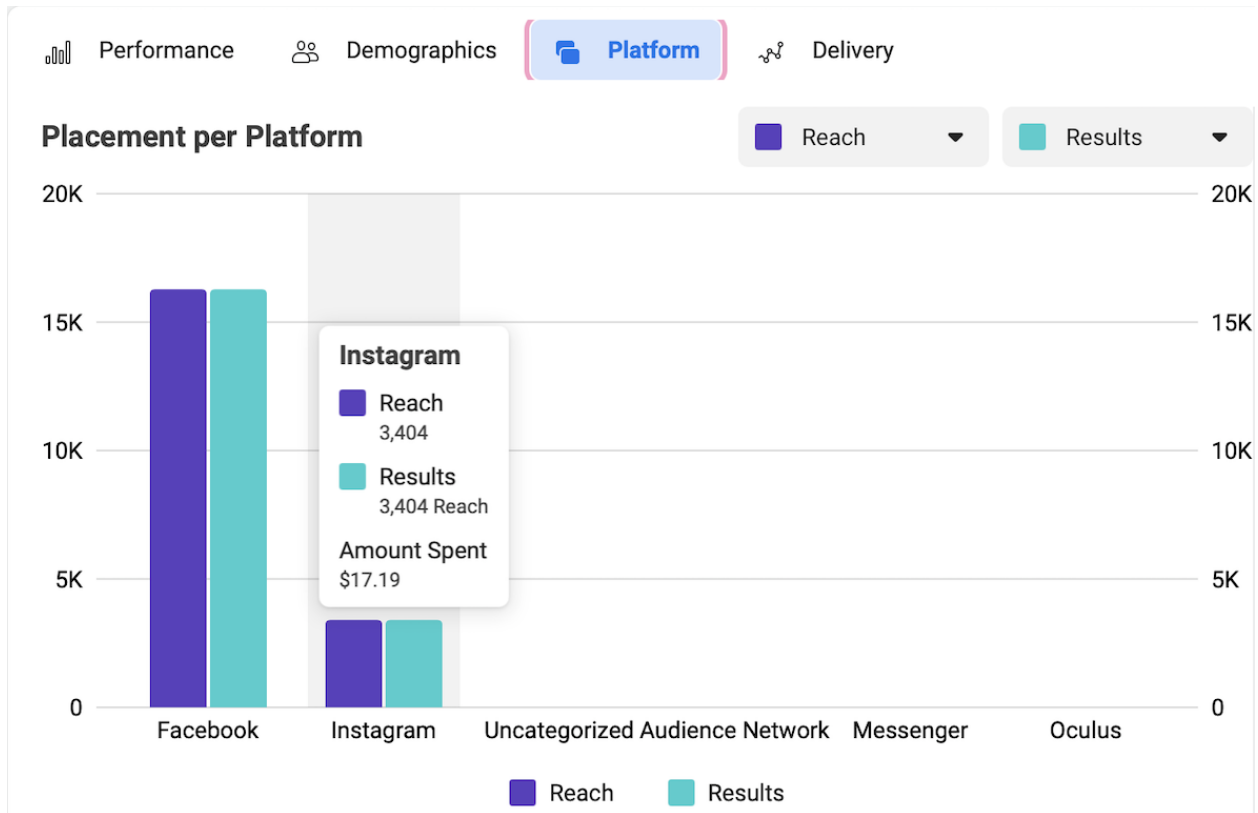 Performance Demographics Platform Delivery
Placement per Platform Reach Results
20K 20K
15K 15K
Instagram
Reach
3,404
10K 10K
Results
3,404 Reach
Amount Spent
$17.19
5K 5K
0 0
Facebook Instagram Uncategorized Audience Network Messenger Oculus
Reach Results